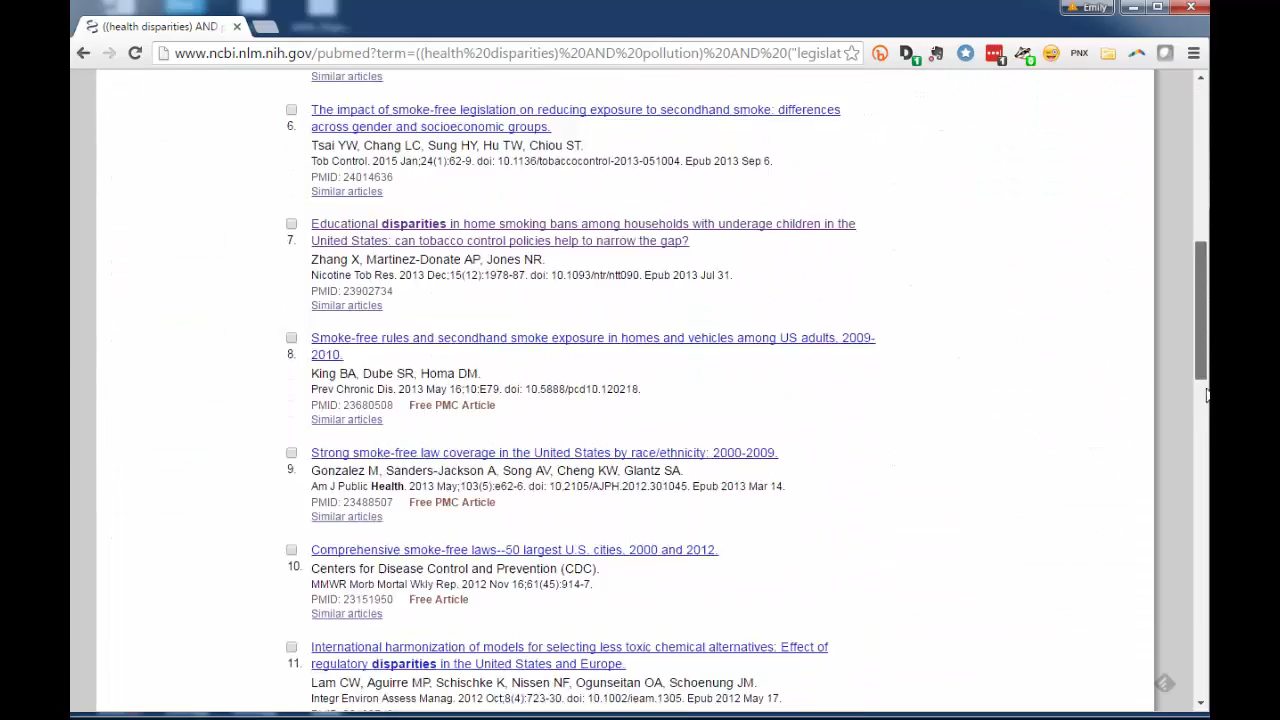 Emily
((health disparities) AND
www.ncbi.nlm.nih.gov/pubmed?term=((health%20disparities)%20AND%20pollution)%20AND%20("legislat
PNX
Similar articles
The impact of smoke-free legislation on reducing exposure to secondhand smoke: differences
6. across gender and socioeconomic groups.
Tsai YW, Chang LC, Sung HY, Hu TW, Chiou ST.
Tob Control. 2015 Jan;24(1):62-9. doi: 10.1136/tobaccocontrol-2013-051004. Epub 2013 Sep 6.
PMID: 24014636
Similar articles
Educational disparities in home smoking bans among households with underage children in the
7. United States: can tobacco control policies help to narrow the gap?
Zhang X, Martinez-Donate AP, Jones NR.
Nicotine Tob Res. 2013 Dec;15(12):1978-87. doi: 10.1093/ntr/ntt090. Epub 2013 Jul 31.
PMID: 23902734
Similar articles
Smoke-free rules and secondhand smoke exposure in homes and vehicles among US adults, 2009-
8. 2010.
King BA, Dube SR, Homa DM.
Prev Chronic Dis. 2013 May 16;10:E79. doi: 10.5888/pcd10.120218.
PMID: 23680508 Free PMC Article
Similar articles
Strong smoke-free law coverage in the United States by race/ethnicity: 2000-2009.
9. Gonzalez M, Sanders-Jackson A, Song AV, Cheng KW, Glantz SA.
Am J Public Health. 2013 May;103(5):e62-6. doi: 10.2105/AJPH.2012.301045. Epub 2013 Mar 14.
PMID: 23488507 Free PMC Article
Similar articles
Comprehensive smoke-free laws--50 largest U.S. cities, 2000 and 2012.
10. Centers for Disease Control and Prevention (CDC).
MMWR Morb Mortal Wkly Rep. 2012 Nov 16;61(45):914-7.
PMID: 23151950 Free Article
Similar articles
International harmonization of models for selecting less toxic chemical alternatives: Effect of
11. regulatory disparities in the United States and Europe.
Lam CW, Aguirre MP, Schischke K, Nissen NF, Ogunseitan OA, Schoenung JM.
Integr Environ Assess Manag. 2012 Oct;8(4):723-30. doi: 10.1002/ieam.1305. Epub 2012 May 17.